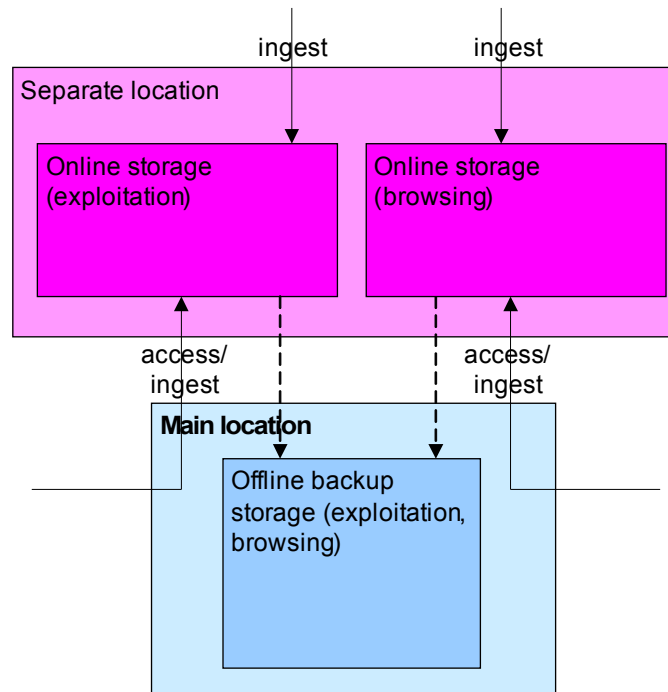 ingest
ingest
Separate location
Online storage
(exploitation)
Online storage
(browsing)
access/
ingest
access/
ingest
Main location
Offline backup
storage (exploitation,
browsing)